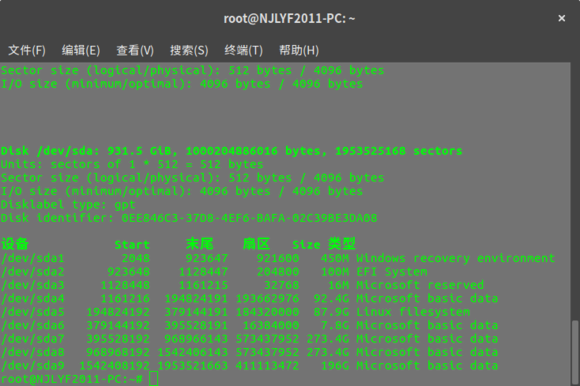 root@NJLYF2011-PC: ~
×
文件(F) 编辑(E) 查看(V) 搜索(S) 终端(T) 帮助(H)
Sector size (logical/physical): 512 bytes / 4096 bytes
I/O size (minimum/optimal): 4096 bytes / 4096 bytes
Disk /dev/sda: 931.5 GiB, 1000204886016 bytes, 1953525168 sectors
Units: sectors of 1 * 512 = 512 bytes
Sector size (logical/physical): 512 bytes / 4096 bytes
I/O size (minimum/optimal): 4096 bytes / 4096 bytes
Disklabel type: gpt
Disk identifier: 0EE846C3-37D8-4EF6-BAFA-02C39BE3DA08
设备 Start 末尾 扇区 Size 类型
/dev/sda1 2048 923647 921600 450M Windows recovery environment
/dev/sda2 923648 1128447 204800 100M EFI System
/dev/sda3 1128448 1161215 32768 16M Microsoft reserved
/dev/sda4 1161216 194824191 193662976 92.4G Microsoft basic data
/dev/sda5 194824192 379144191 184320000 87.9G Linux filesystem
/dev/sda6 379144192 395528191 16384000 7.8G Microsoft basic data
/dev/sda7 395528192 968966143 573437952 273.4G Microsoft basic data
/dev/sda8 968968192 1542406143 573437952 273.4G Microsoft basic data
/dev/sda9 1542408192 1953521663 411113472 196G Microsoft basic data
root@NJLYF2011-PC:~#